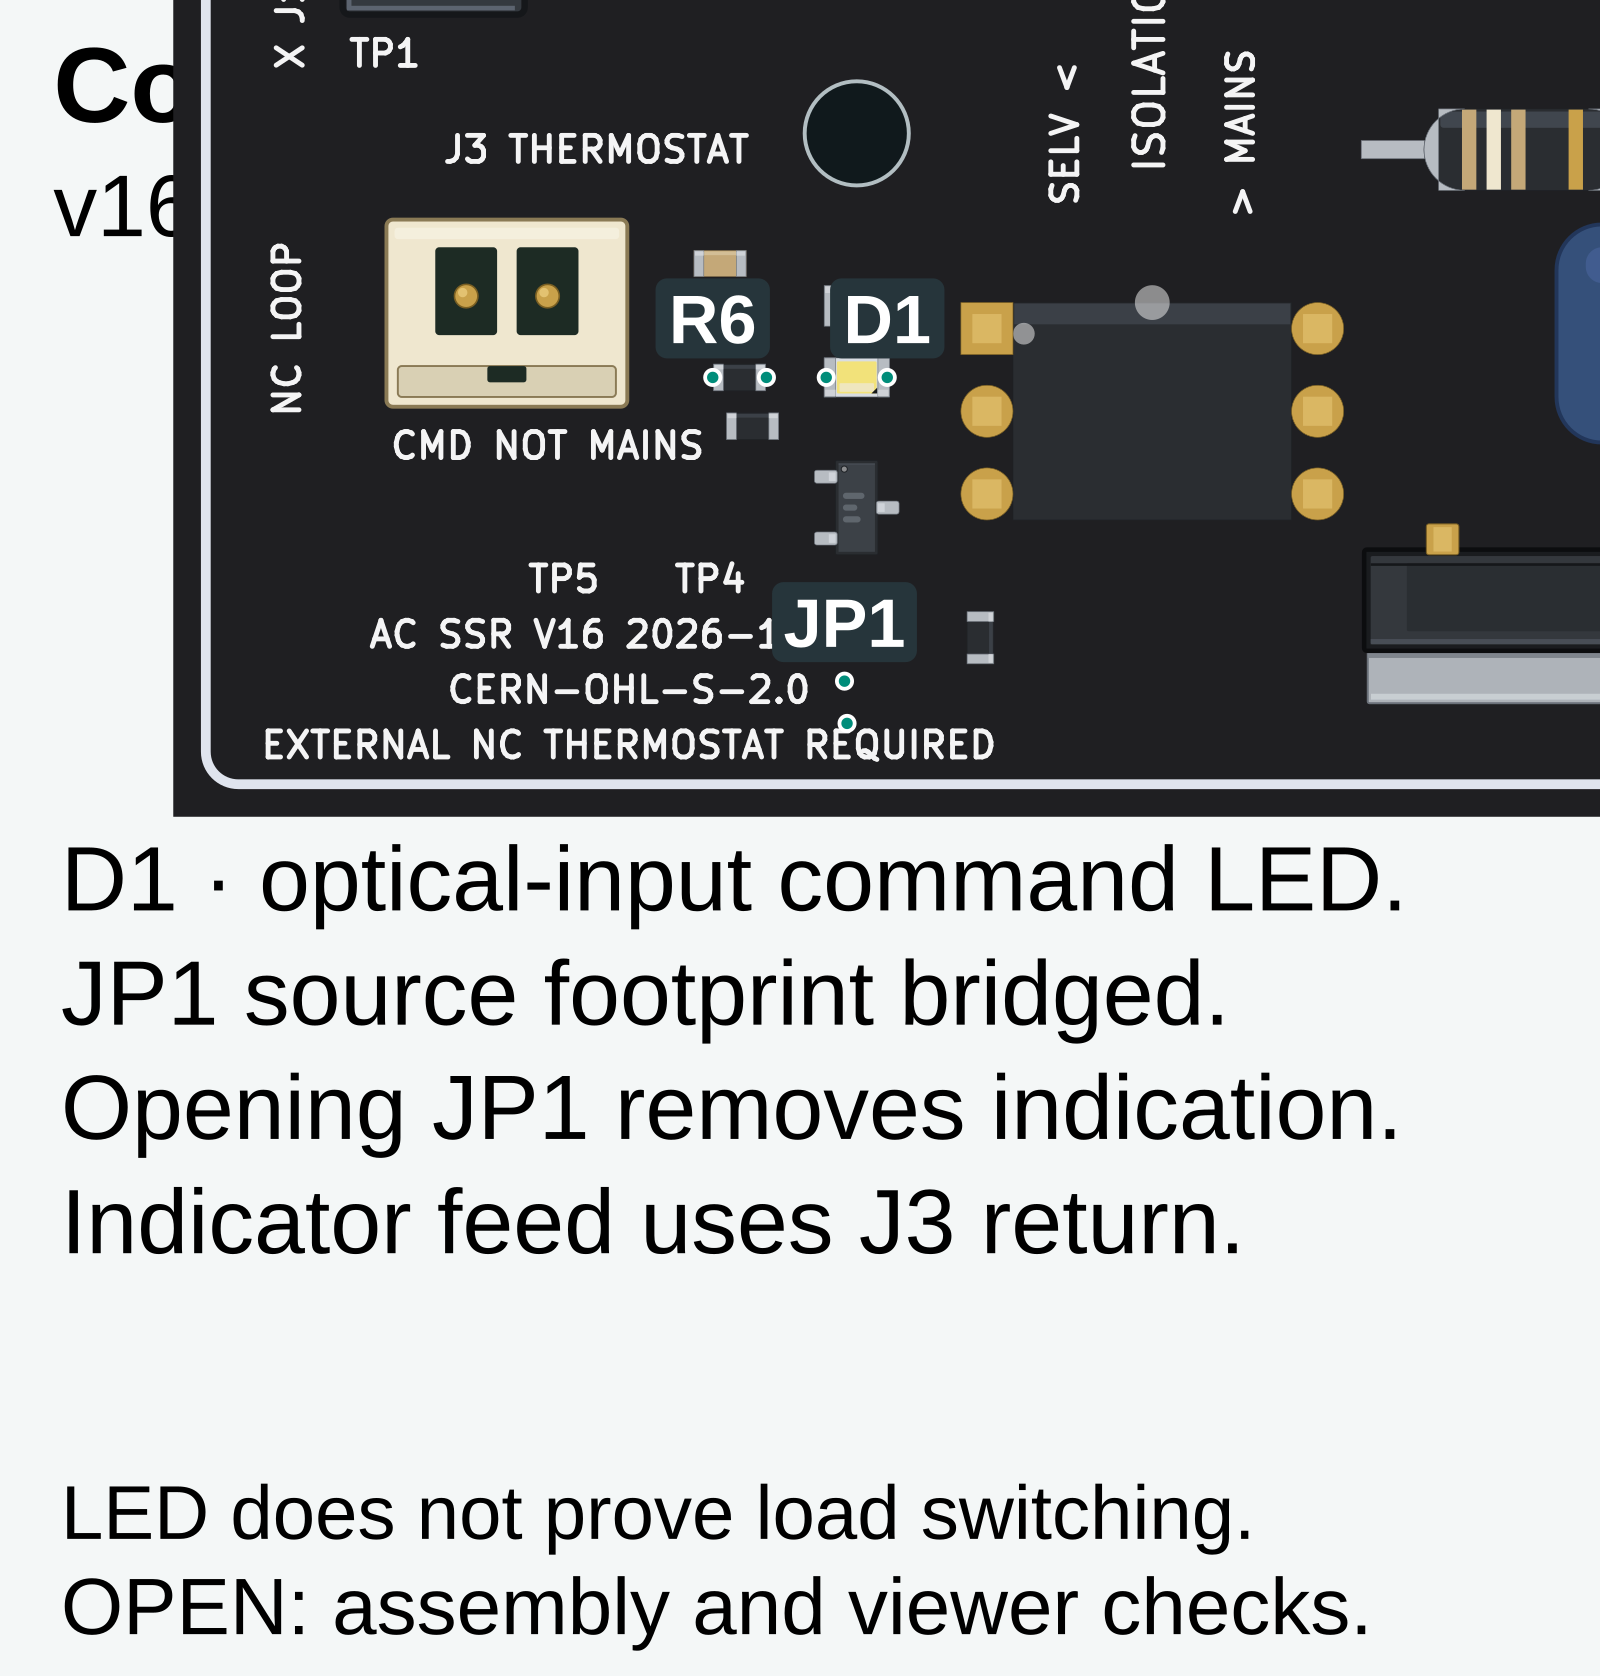 Co
v16
X J
TP1
J3 THERMOSTAT
SELV <
ISOLATIO
> MAINS
NC LOOP
R6
D1
CMD NOT MAINS
TP5 TP4
AC SSR V16 2026-1
JP1
CERN-OHL-S-2.0
EXTERNAL NC THERMOSTAT REQUIRED
D1 · optical-input command LED.
JP1 source footprint bridged.
Opening JP1 removes indication.
Indicator feed uses J3 return.
LED does not prove load switching.
OPEN: assembly and viewer checks.